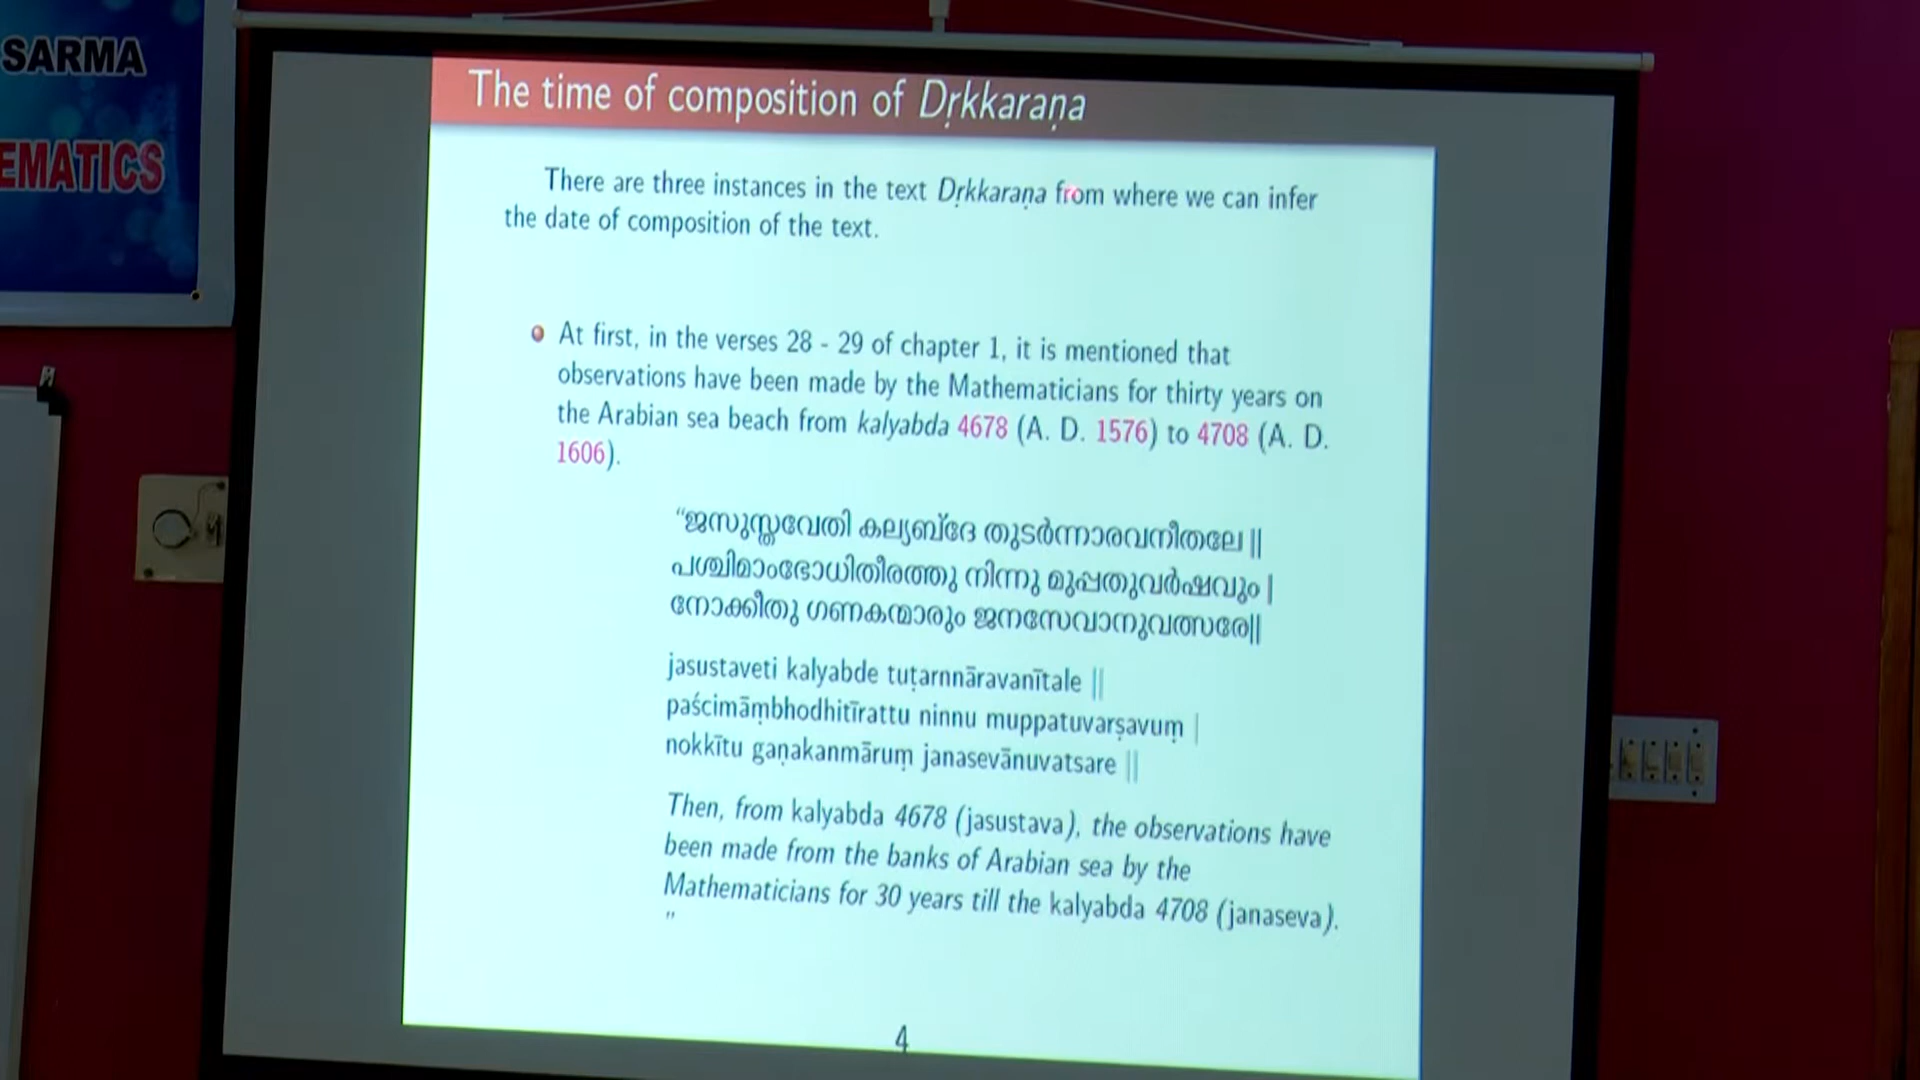 SARMA
EMATICS
The time of composition of Dṛkkaraṇa
There are three instances in the text Dṛkkaraṇa from where we can infer
the date of composition of the text.
At first, in the verses 28 - 29 of chapter 1, it is mentioned that
observations have been made by the Mathematicians for thirty years on
the Arabian sea beach from kalyabda 4678 (A. D. 1576) to 4708 (A. D.
1606).
“ജസുസ്തവേതി കല്യബ്ദേ തുടർന്നാരവനീതലേ ||
പശ്ചിമാംഭോധിതീരത്തു നിന്നു മുപ്പതുവർഷവും |
നോക്കീതു ഗണകന്മാരും ജനസേവാനുവത്സരേ||
jasustaveti kalyabde tuṭarnnāravanītale ||
paścimāṃbhodhitīrattu ninnu muppatuvarṣavuṃ |
nokkītu gaṇakanmāruṃ janasevānuvatsare ||
Then, from kalyabda 4678 (jasustava), the observations have
been made from the banks of Arabian sea by the
Mathematicians for 30 years till the kalyabda 4708 (janaseva).
”
4